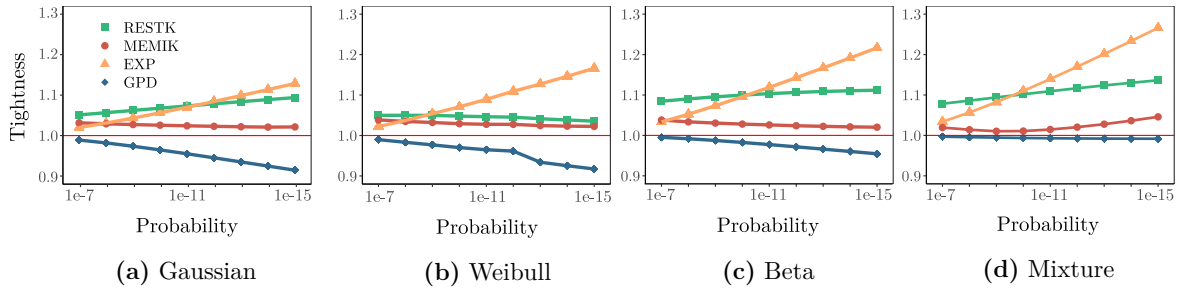 1.3
1.2
1.1
1.0
0.9
Tightness
RESTK
MEMIK
EXP
GPD
1e-7
1e-11
1e-15
Probability
(a) Gaussian
1.3
1.2
1.1
1.0
0.9
1e-7
1e-11
1e-15
Probability
(b) Weibull
1.3
1.2
1.1
1.0
0.9
1e-7
1e-11
1e-15
Probability
(c) Beta
1.3
1.2
1.1
1.0
0.9
1e-7
1e-11
1e-15
Probability
(d) Mixture